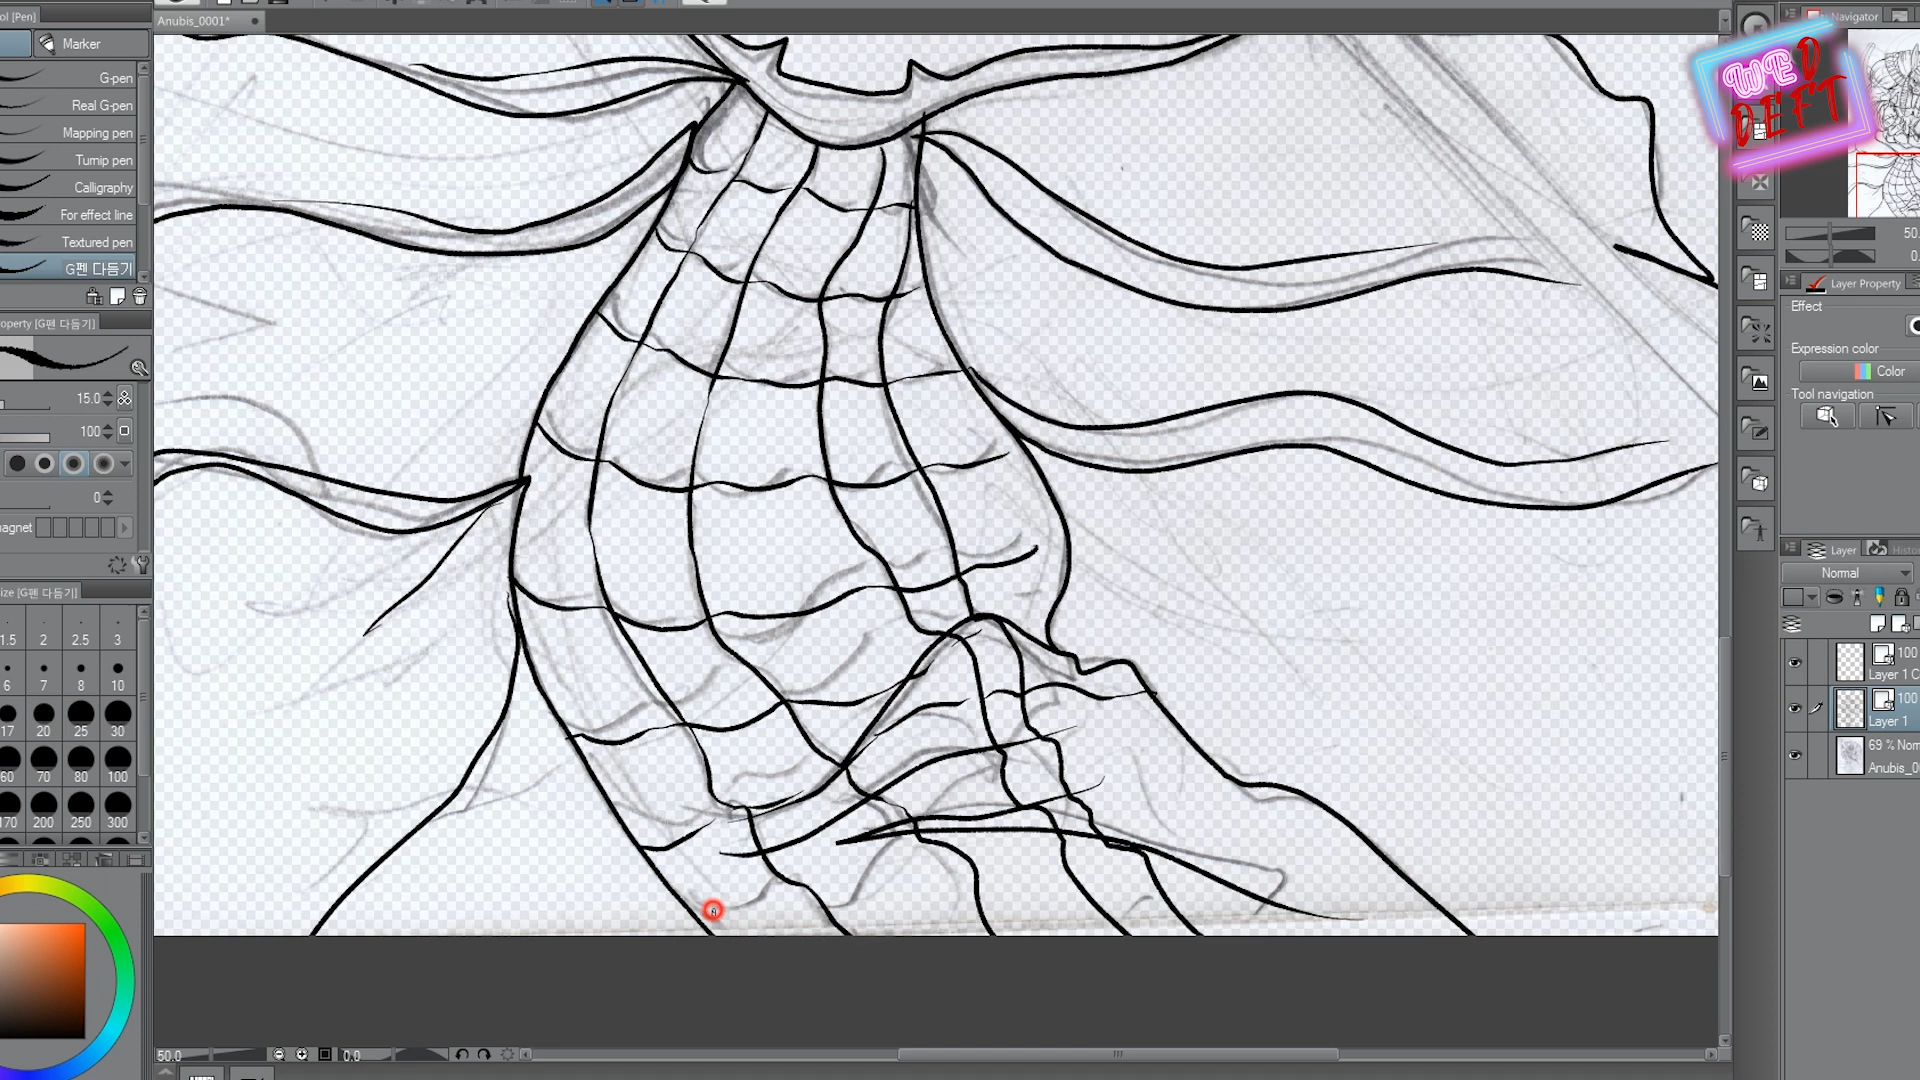 ol [Pen]
Anubis_0001*
Marker
G-pen
Real G-pen
Mapping pen
Turnip pen
Calligraphy
For effect line
Textured pen
G펜 다듬기
operty [G펜 다듬기]
15.0
100
0
agnet
ize [G펜 다듬기]
1.5 2 2.5 3
6 7 8 10
17 20 25 30
60 70 80 100
170 200 250 300
50.0
0.0
WED
DEFT
Navigator
50.
0.
Layer Property
Effect
Expression color
Color
Tool navigation
Layer
Histo
Normal
100
Layer 1 C
100
Layer 1
69 % Nom
Anubis_0